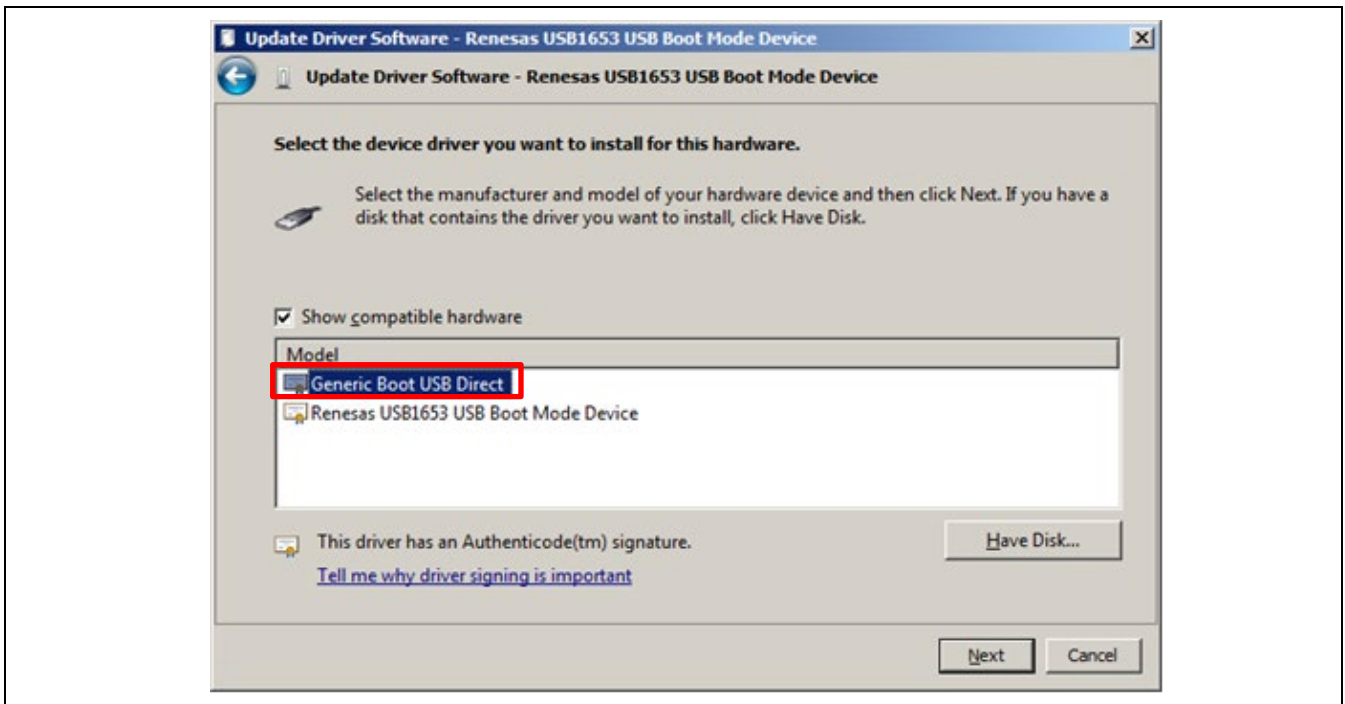 Update Driver Software - Renesas USB1653 USB Boot Mode Device
Update Driver Software - Renesas USB1653 USB Boot Mode Device
Select the device driver you want to install for this hardware.
Select the manufacturer and model of your hardware device and then click Next. If you have a
disk that contains the driver you want to install, click Have Disk.
Show compatible hardware
Model
Generic Boot USB Direct
Renesas USB1653 USB Boot Mode Device
This driver has an Authenticode(tm) signature.
Have Disk...
Tell me why driver signing is important
Next
Cancel